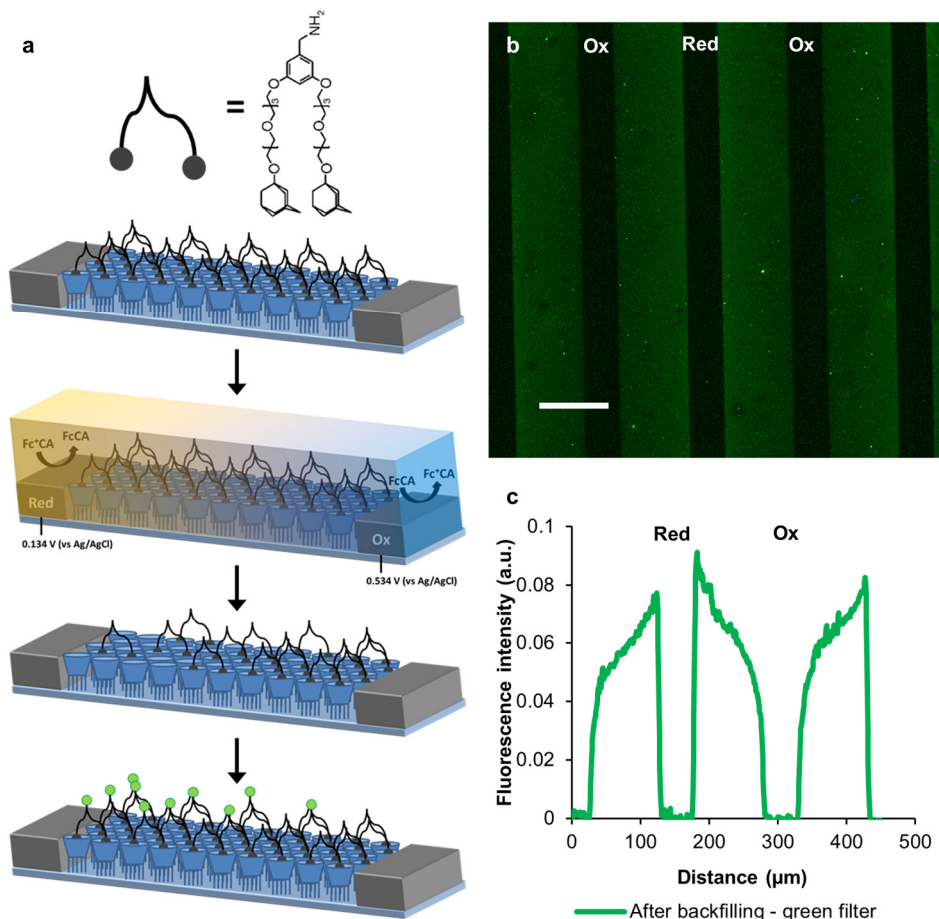 a
NH₂
=
O
O
3
3
O
O
O
O
Fc⁺CA
FcCA
FcCA
Fc⁺CA
Red
Ox
0.134 V (vs Ag/AgCl)
0.534 V (vs Ag/AgCl)
b
Ox
Red
Ox
c
Red
Ox
Fluorescence intensity (a.u.)
0.1
0.08
0.06
0.04
0.02
0
0 100 200 300 400 500
Distance (µm)
After backfilling - green filter